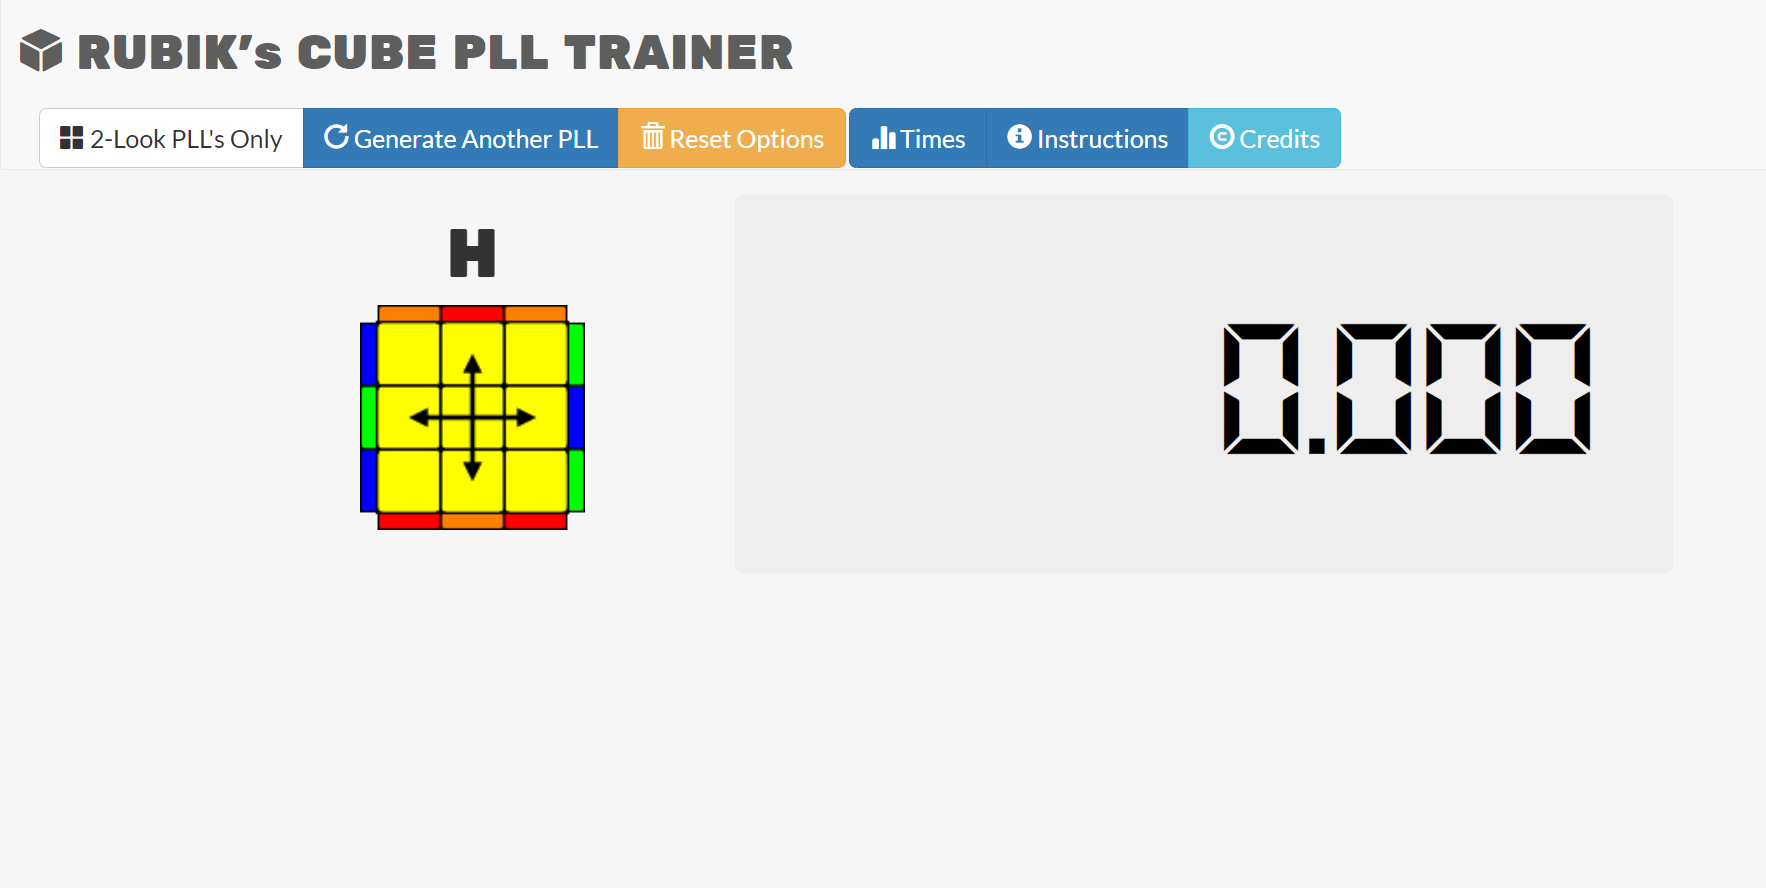 RUBIK's CUBE PLL TRAINER
2-Look PLL's Only Generate Another PLL Reset Options Times Instructions Credits
H
0.000